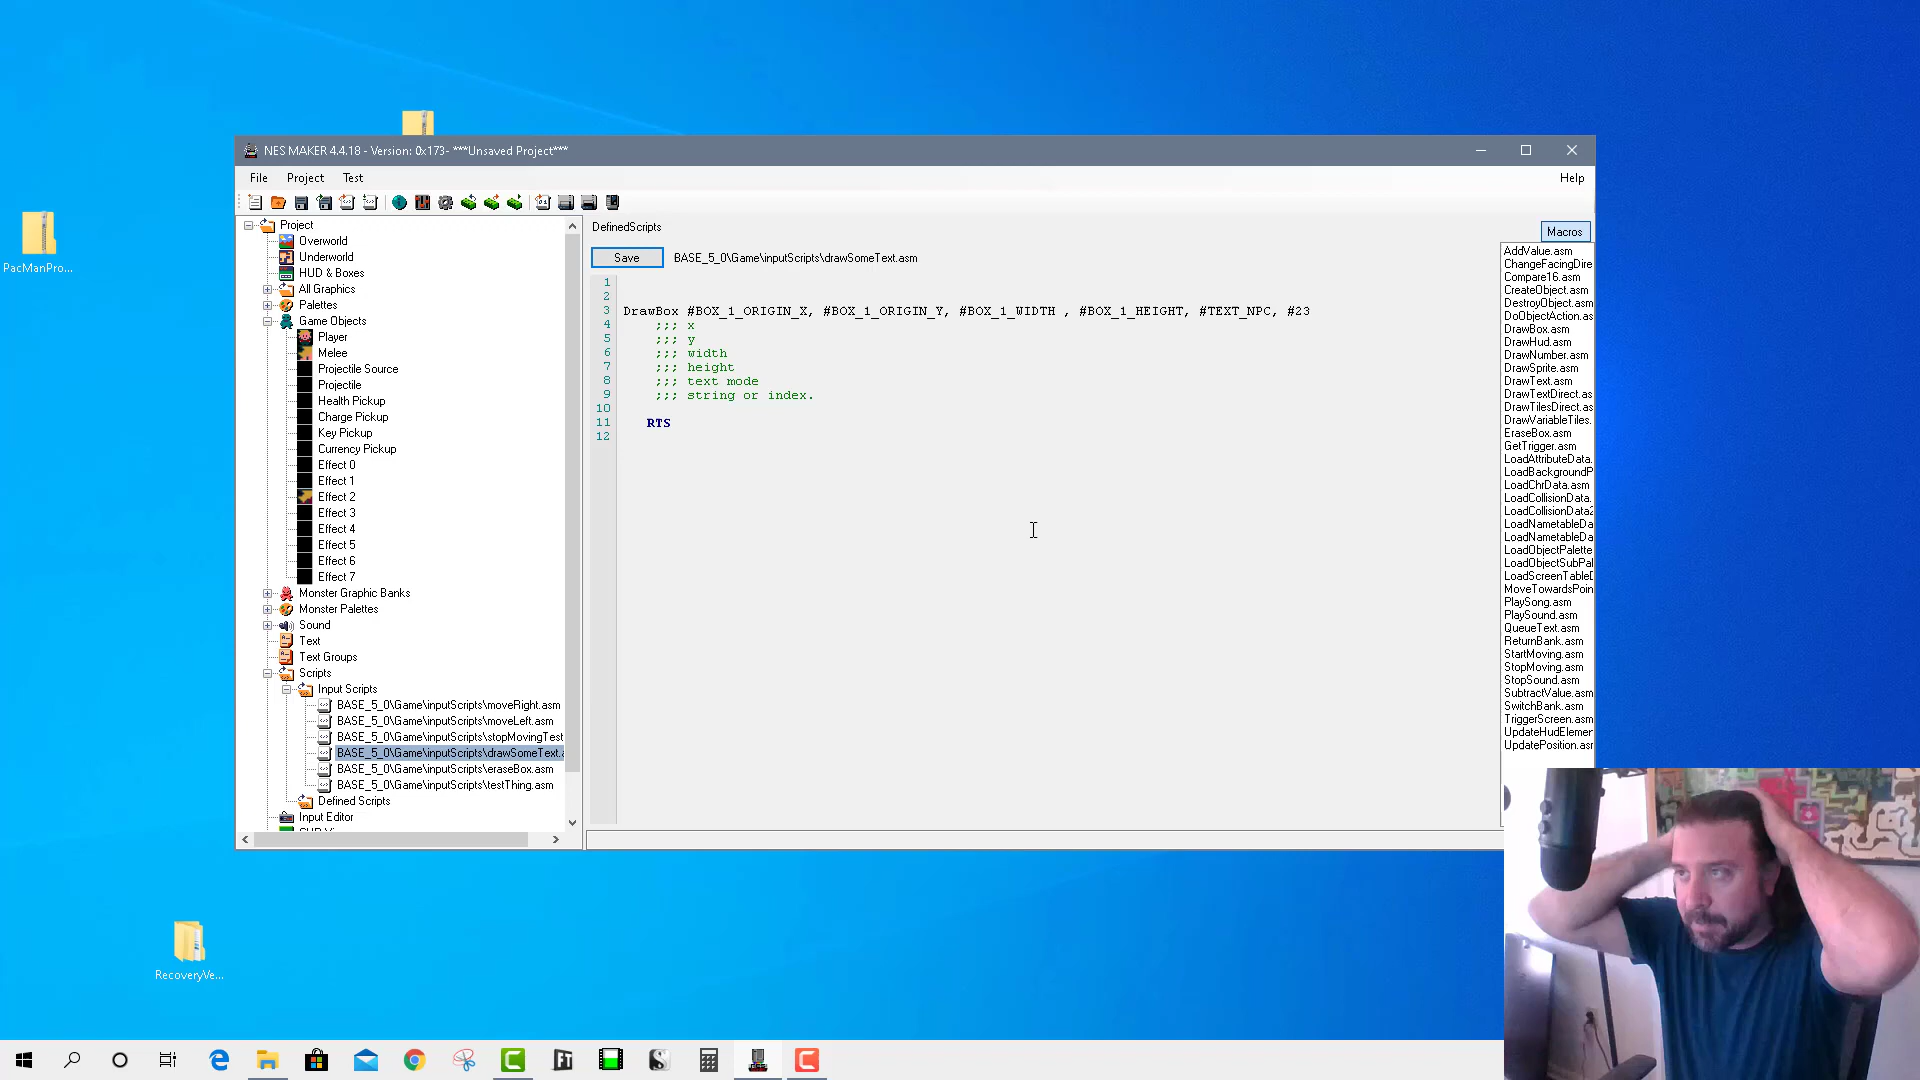 NES MAKER 4.4.18 - Version: 0x173- ***Unsaved Project***
File Project Test Help
Project
Overworld
Underworld
HUD & Boxes
All Graphics
Palettes
Game Objects
Player
Melee
Projectile Source
Projectile
Health Pickup
Charge Pickup
Key Pickup
Currency Pickup
Effect 0
Effect 1
Effect 2
Effect 3
Effect 4
Effect 5
Effect 6
Effect 7
Monster Graphic Banks
Monster Palettes
Sound
Text
Text Groups
Scripts
Input Scripts
BASE_5_0\Game\inputScripts\moveRight.asm
BASE_5_0\Game\inputScripts\moveLeft.asm
BASE_5_0\Game\inputScripts\stopMovingTest
BASE_5_0\Game\inputScripts\drawSomeText.a
BASE_5_0\Game\inputScripts\eraseBox.asm
BASE_5_0\Game\inputScripts\testThing.asm
Defined Scripts
Input Editor
DefinedScripts
Save BASE_5_0\Game\inputScripts\drawSomeText.asm
1
2
3 DrawBox #BOX_1_ORIGIN_X, #BOX_1_ORIGIN_Y, #BOX_1_WIDTH , #BOX_1_HEIGHT, #TEXT_NPC, #23
4 ;;; x
5 ;;; y
6 ;;; width
7 ;;; height
8 ;;; text mode
9 ;;; string or index.
10
11 RTS
12
Macros
AddValue.asm
ChangeFacingDire
Compare16.asm
CreateObject.asm
DestroyObject.asm
DoObjectAction.as
DrawBox.asm
DrawHud.asm
DrawNumber.asm
DrawSprite.asm
DrawText.asm
DrawTextDirect.as
DrawTilesDirect.as
DrawVariableTiles.
EraseBox.asm
GetTrigger.asm
LoadAttributeData.
LoadBackgroundP
LoadChrData.asm
LoadCollisionData.
LoadCollisionData2
LoadNametableDa
LoadNametableDa
LoadObjectPalette
LoadObjectSubPal
LoadScreenTableD
MoveTowardsPoin
PlaySong.asm
PlaySound.asm
QueueText.asm
ReturnBank.asm
StartMoving.asm
StopMoving.asm
StopSound.asm
SubtractValue.asm
SwitchBank.asm
TriggerScreen.asm
UpdateHudElemer
UpdatePosition.asr
PacManPro...
RecoveryVe...